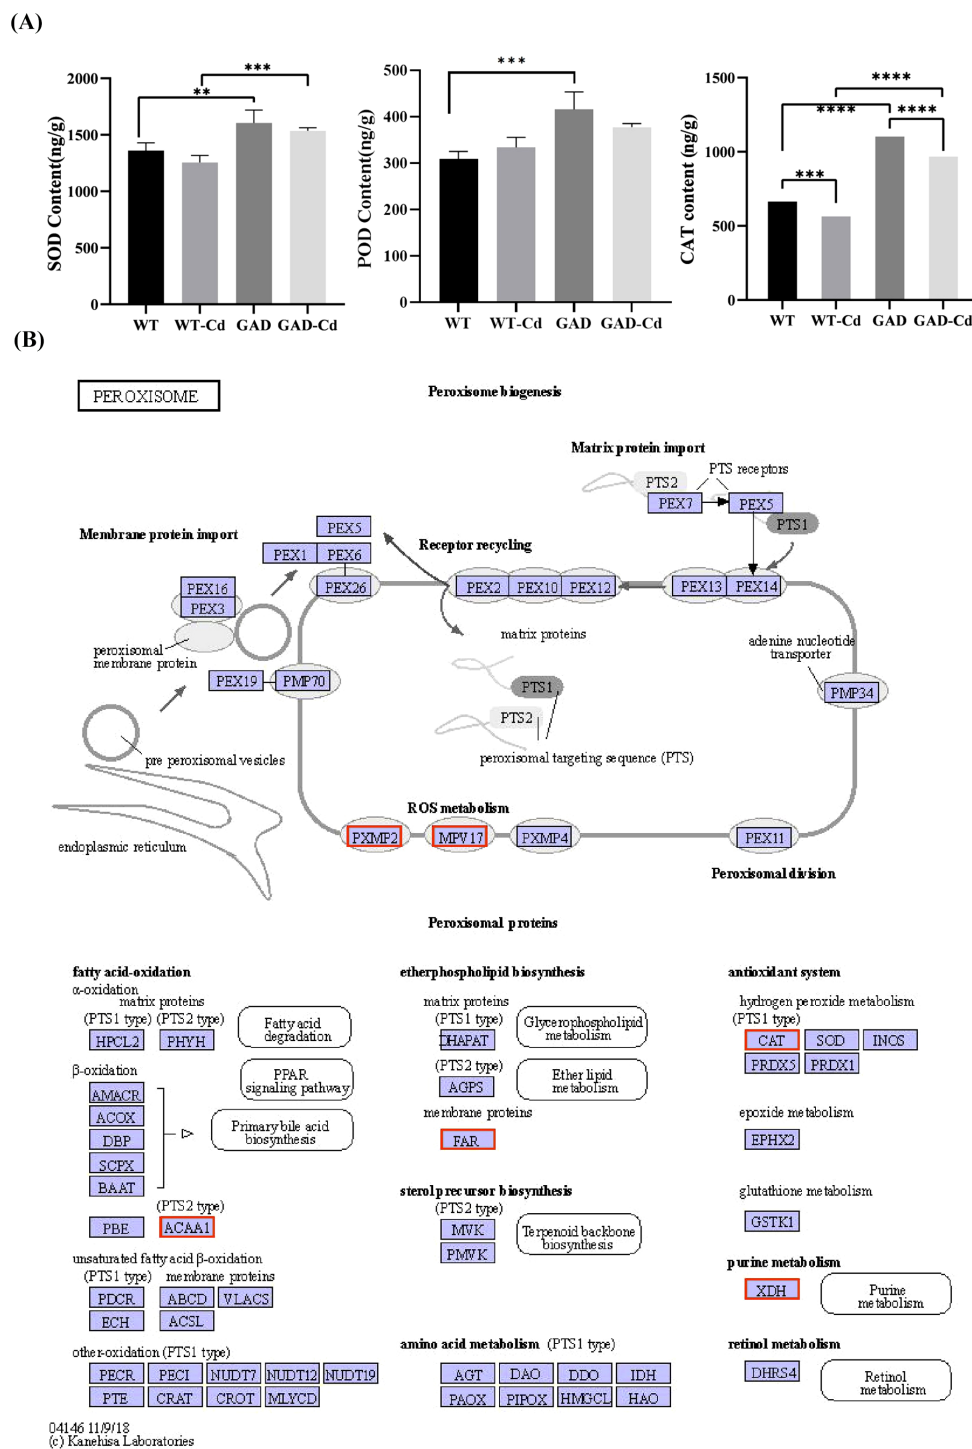 (A)
SOD Content(ng/g)
2000
1500
1000
500
0
**
***
WT
WT-Cd
GAD
GAD-Cd
POD Content(ng/g)
500
400
300
200
100
0
***
WT
WT-Cd
GAD
GAD-Cd
CAT content (ng/g)
1500
1000
500
0
****
****
****
***
WT
WT-Cd
GAD
GAD-Cd
(B)
PEROXISOME
Peroxisome biogenesis
Matrix protein import
PTS2
PTS receptors
PEX7
PEX5
PTS1
Membrane protein import
PEX5
PEX1
PEX6
Receptor recycling
PEX26
PEX2
PEX10
PEX12
PEX13
PEX14
PEX16
PEX3
peroxisomal
membrane protein
matrix proteins
adenine nucleotide
transporter
PEX19
PMP70
PTS1
PMP34
PTS2
pre peroxisomal vesicles
peroxisomal targeting sequence (PTS)
ROS metabolism
PXMP2
MPV17
PXMP4
PEX11
endoplasmic reticulum
Peroxisomal division
Peroxisomal proteins
fatty acid-oxidation
α-oxidation
matrix proteins
(PTS1 type)
(PTS2 type)
HPCL2
PHYH
Fatty acid
degradation
β-oxidation
PPAR
signaling pathway
AMACR
ACOX
DBP
SCPX
BAAT
Primary bile acid
biosynthesis
(PTS2 type)
PBE
ACAA1
unsaturated fatty acid β-oxidation
(PTS1 type)
membrane proteins
PDCR
ABCD
VLACS
ECH
ACSL
other-oxidation (PTS1 type)
PECR
PECI
NUDT7
NUDT12
NUDT19
PTE
CRAT
CROT
MLYCD
etherphospholipid biosynthesis
matrix proteins
(PTS1 type)
DHAPAT
Glycerophospholipid
metabolism
(PTS2 type)
AGPS
Ether lipid
metabolism
membrane proteins
FAR
sterol precursor biosynthesis
(PTS2 type)
MVK
PMVK
Terpenoid backbone
biosynthesis
amino acid metabolism (PTS1 type)
AGT
DAO
DDO
IDH
PAOX
PIPOX
HMGCL
HAO
antioxidant system
hydrogen peroxide metabolism
(PTS1 type)
CAT
SOD
INOS
PRDX5
PRDX1
epoxide metabolism
EPHX2
glutathione metabolism
GSTK1
purine metabolism
XDH
Purine
metabolism
retinol metabolism
DHRS4
Retinol
metabolism
04146 11/9/18
(c) Kanehisa Laboratories